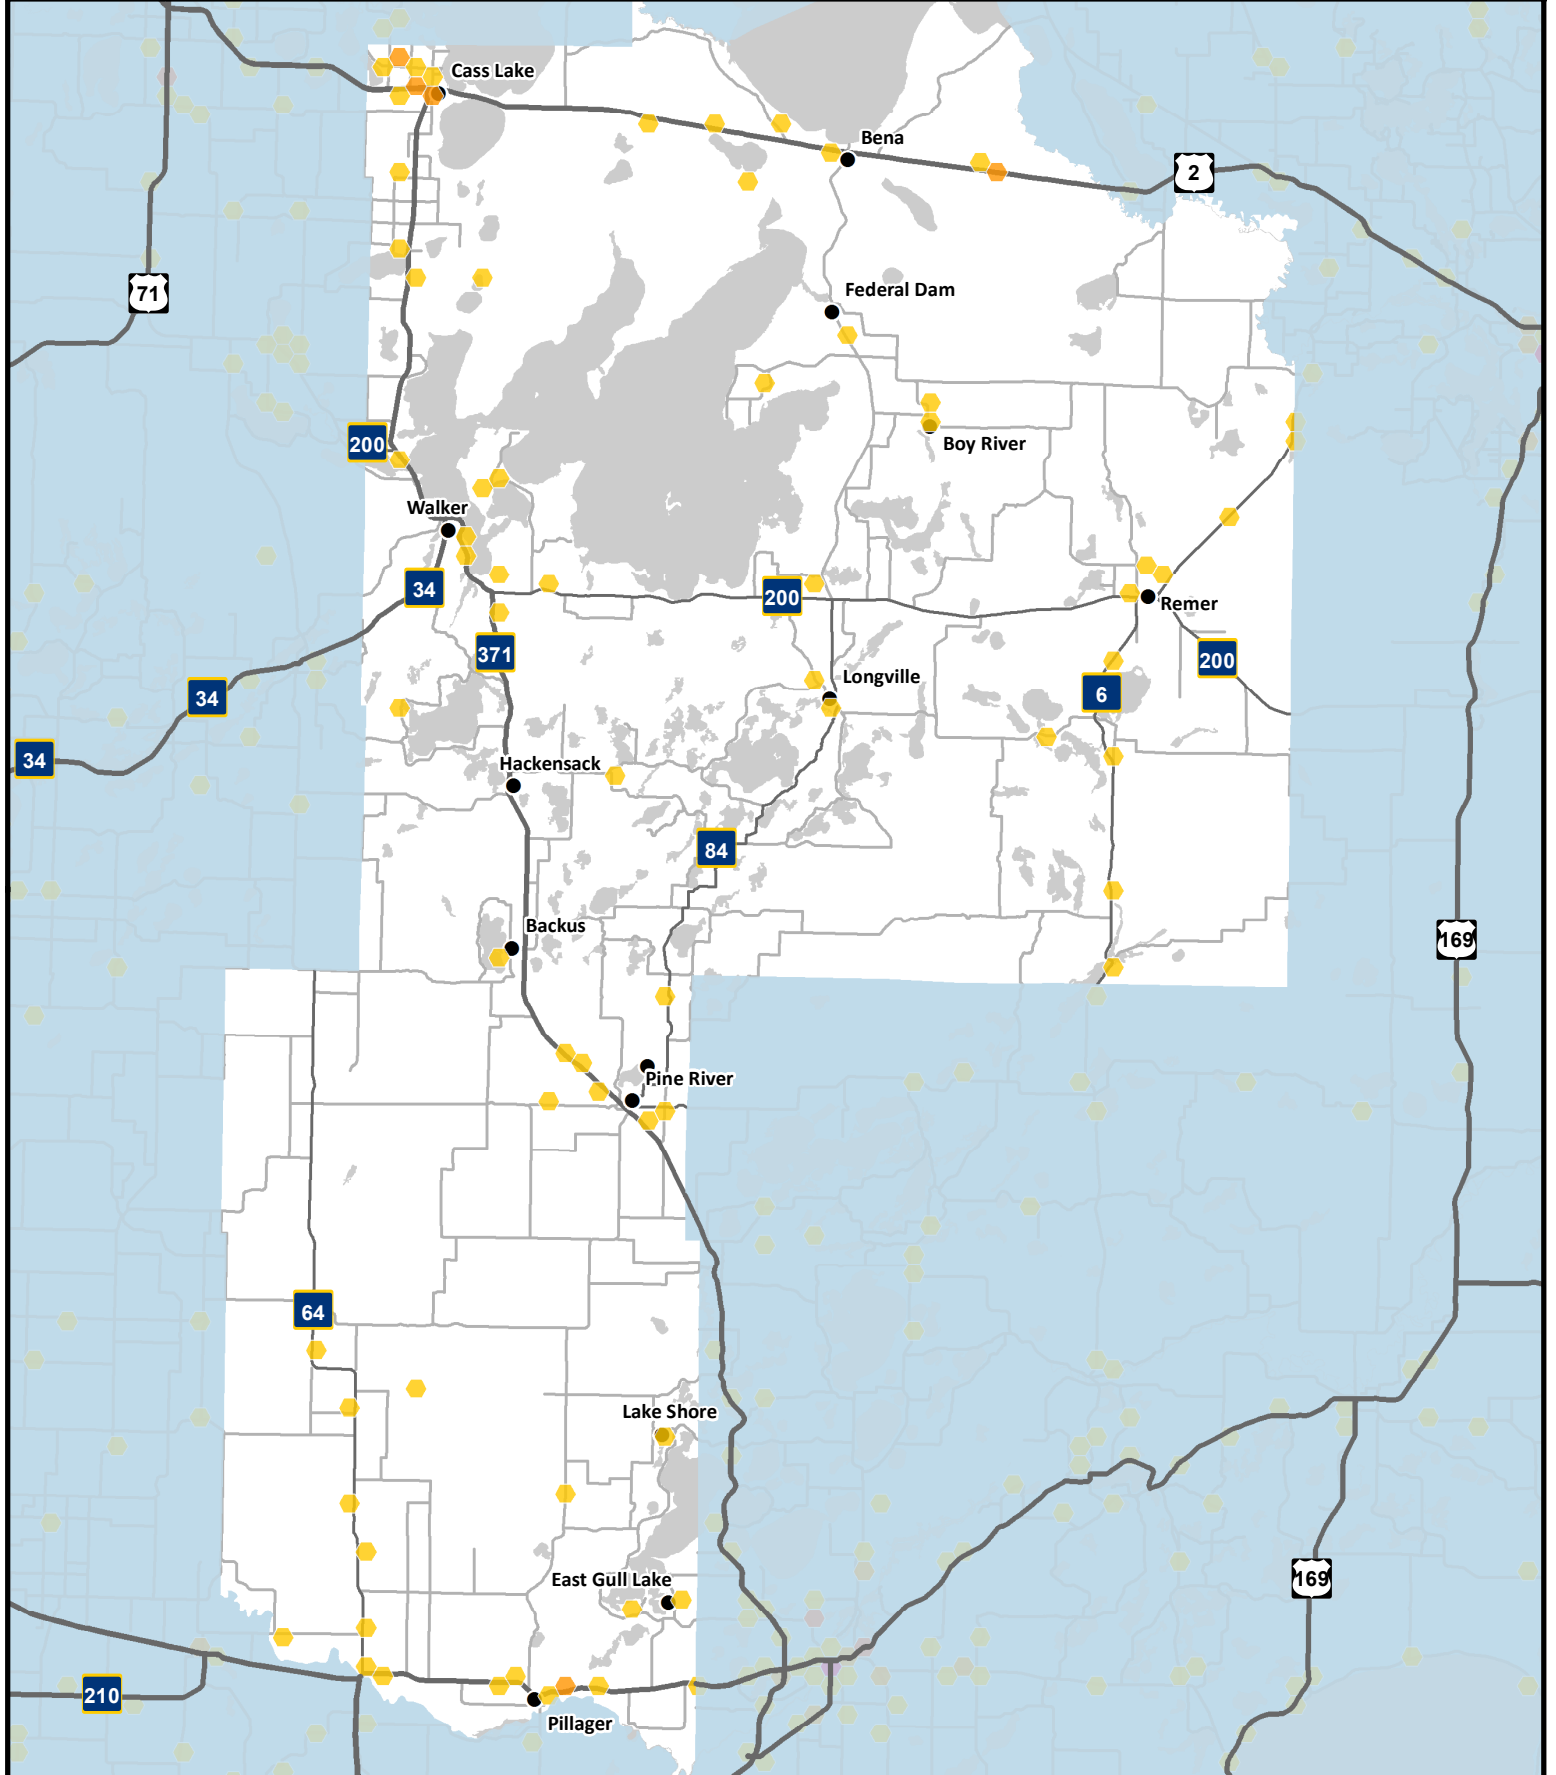 Cass Lake
Bena
2
71
Federal Dam
200
Boy River
Walker
34
200
Remer
371
200
34
Longville
6
34
Hackensack
84
Backus
169
Pine River
64
Lake Shore
East Gull Lake
169
210
Pillager